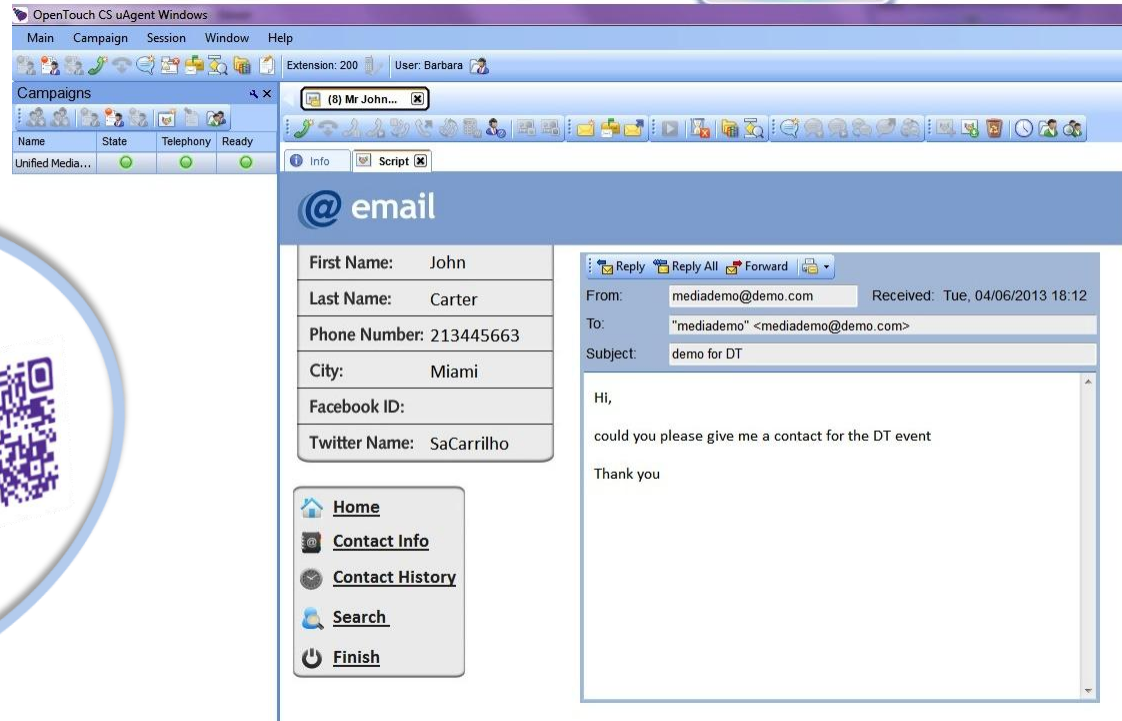 OpenTouch CS uAgent Windows
Main Campaign Session Window Help
Extension: 200 User: Barbara
Campaigns
(8) Mr John...
Name State Telephony Ready
Unified Media...
Info Script
@ email
First Name: John
Last Name: Carter
Phone Number: 213445663
City: Miami
Facebook ID:
Twitter Name: SaCarrilho
Home
Contact Info
Contact History
Search
Finish
Reply Reply All Forward
From: mediademo@demo.com Received: Tue, 04/06/2013 18:12
To: "mediademo" <mediademo@demo.com>
Subject: demo for DT
Hi,
could you please give me a contact for the DT event
Thank you